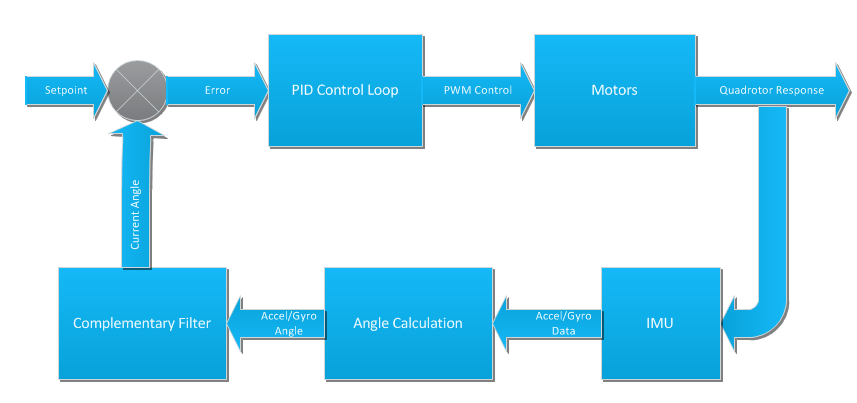 Setpoint
Error
PID Control Loop
PWM Control
Motors
Quadrotor Response
Current Angle
Complementary Filter
Accel/Gyro
Angle
Angle Calculation
Accel/Gyro
Data
IMU